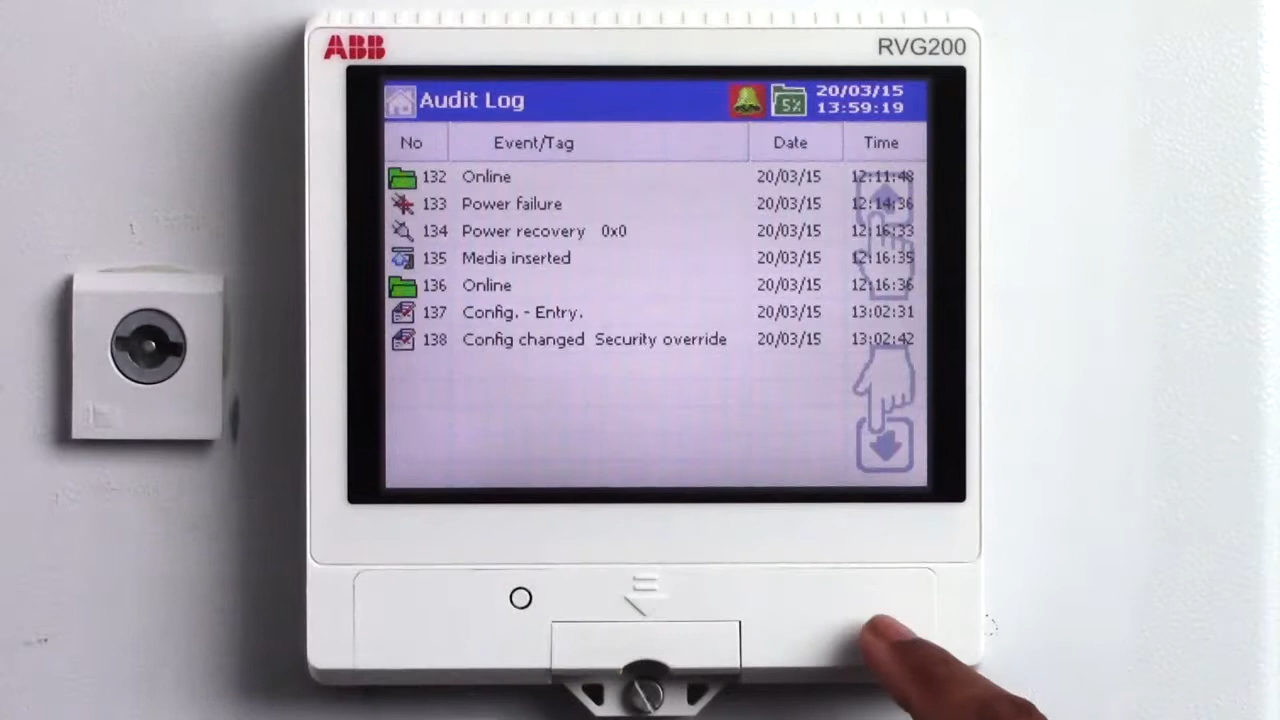 ABB
RVG200
Audit Log 5% 20/03/15
13:59:19
No Event/Tag Date Time
132 Online 20/03/15 12:11:48
133 Power failure 20/03/15 12:14:36
134 Power recovery 0x0 20/03/15 12:16:33
135 Media inserted 20/03/15 12:16:35
136 Online 20/03/15 12:16:36
137 Config. - Entry. 20/03/15 13:02:31
138 Config changed Security override 20/03/15 13:02:42